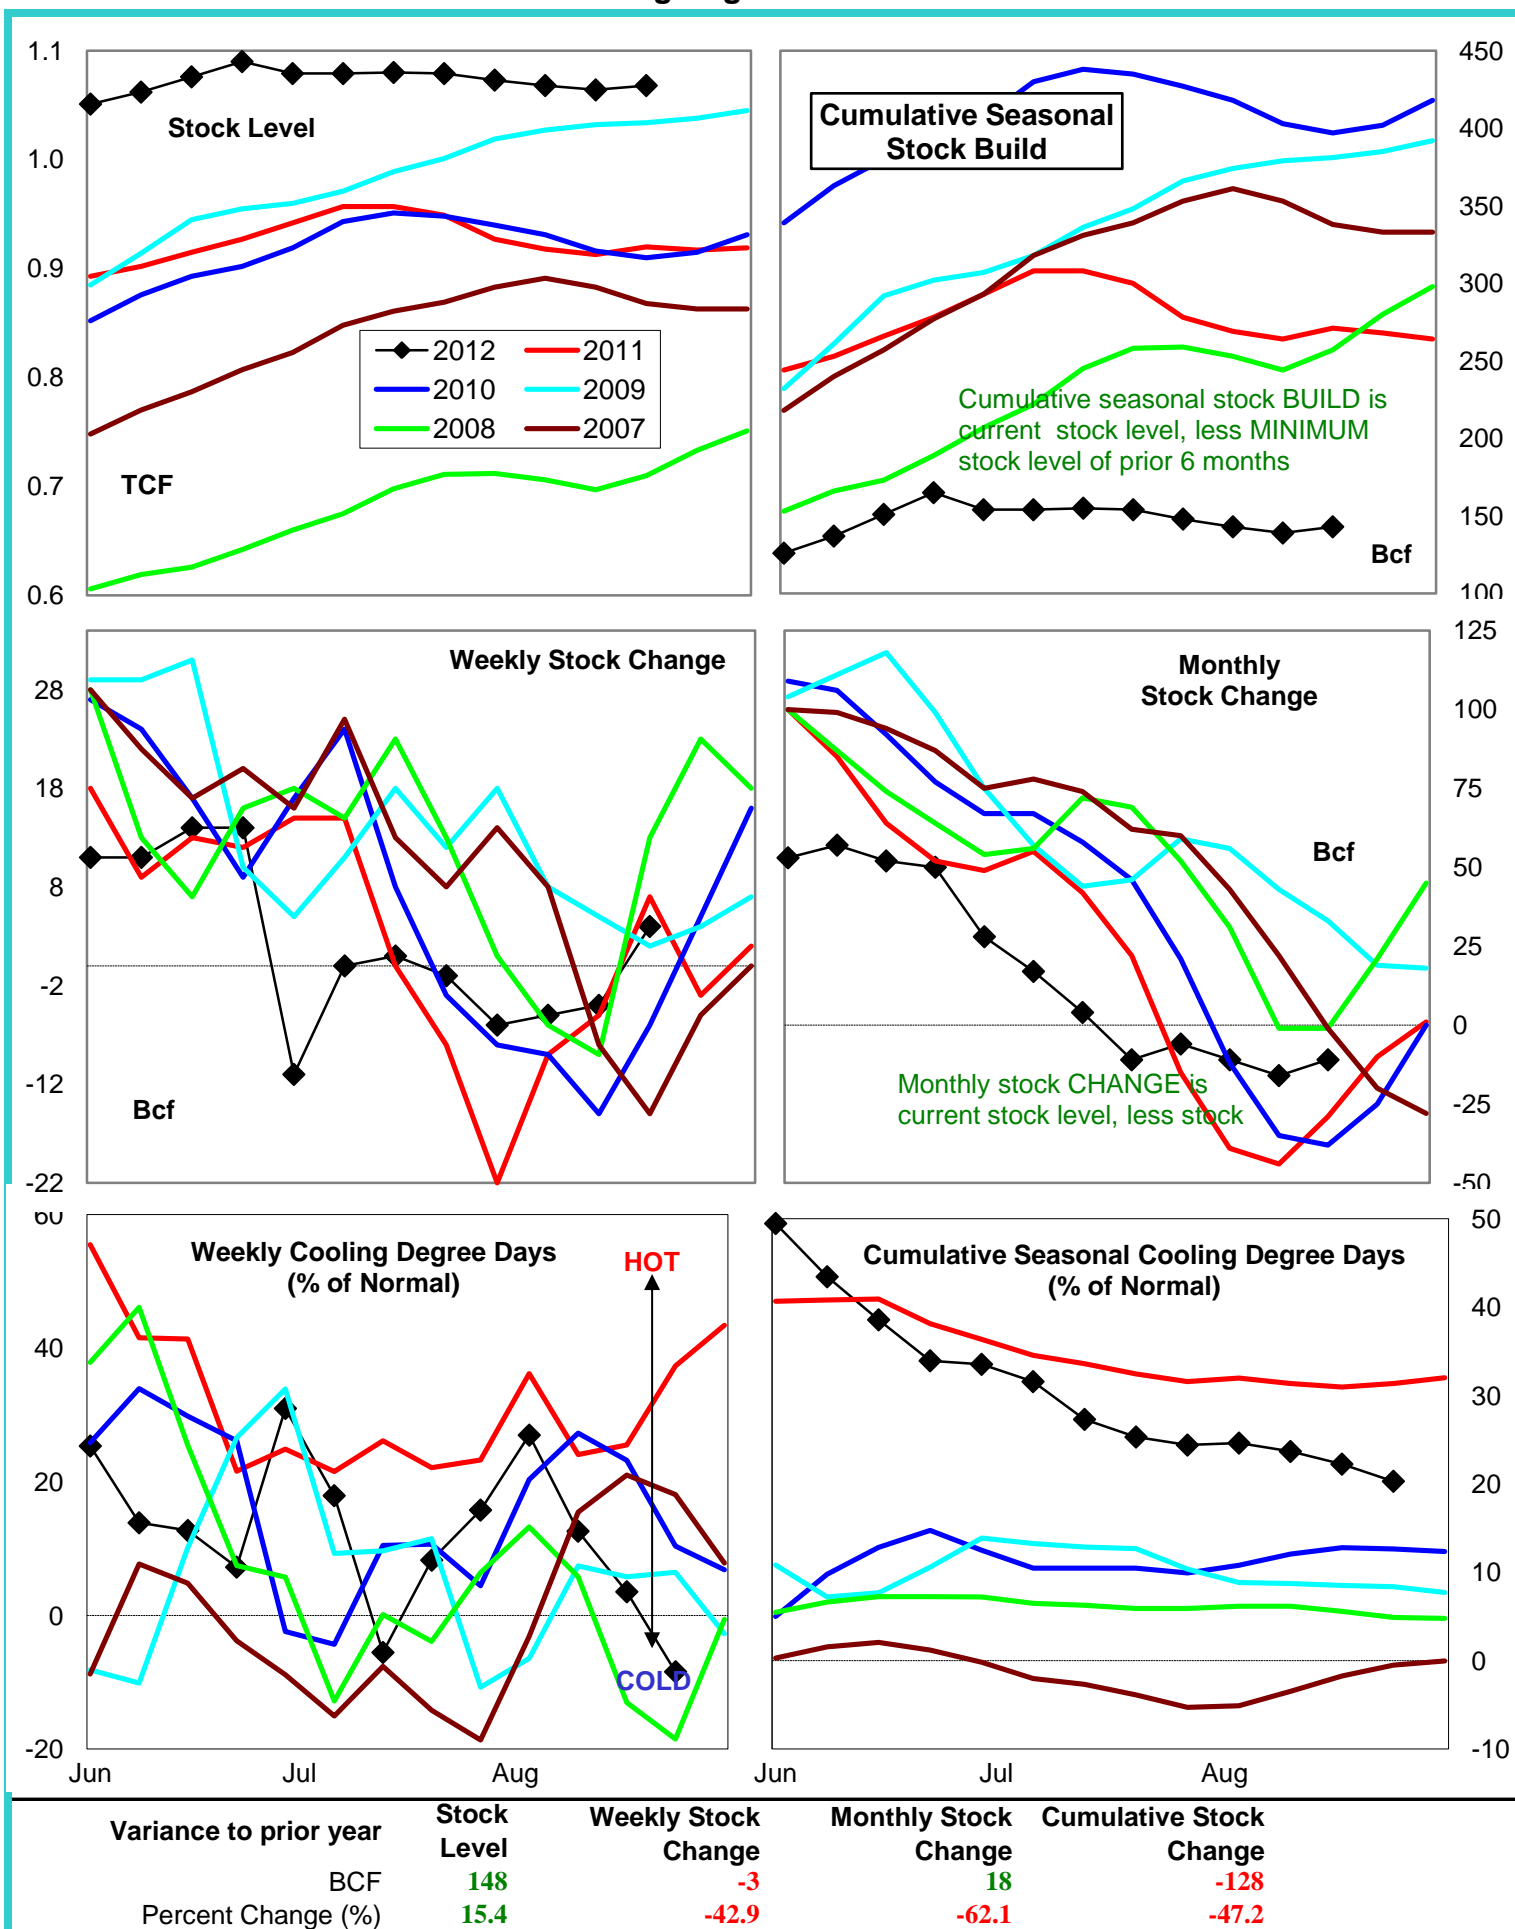 1.1
1.0
0.9
0.8
0.7
0.6
Stock Level
TCF
2012
2011
2010
2009
2008
2007
450
400
350
300
250
200
150
100
Cumulative Seasonal
Stock Build
Cumulative seasonal stock BUILD is
current stock level, less MINIMUM
stock level of prior 6 months
Bcf
28
18
8
-2
-12
-22
Weekly Stock Change
Bcf
125
100
75
50
25
0
-25
-50
Monthly
Stock Change
Bcf
Monthly stock CHANGE is
current stock level, less stock
60
40
20
0
-20
Weekly Cooling Degree Days
(% of Normal)
HOT
COLD
Jun
Jul
Aug
50
40
30
20
10
0
-10
Cumulative Seasonal Cooling Degree Days
(% of Normal)
Jun
Jul
Aug
Variance to prior year
Stock
Level
Weekly Stock
Change
Monthly Stock
Change
Cumulative Stock
Change
BCF 148 -3 18 -128
Percent Change (%) 15.4 -42.9 -62.1 -47.2